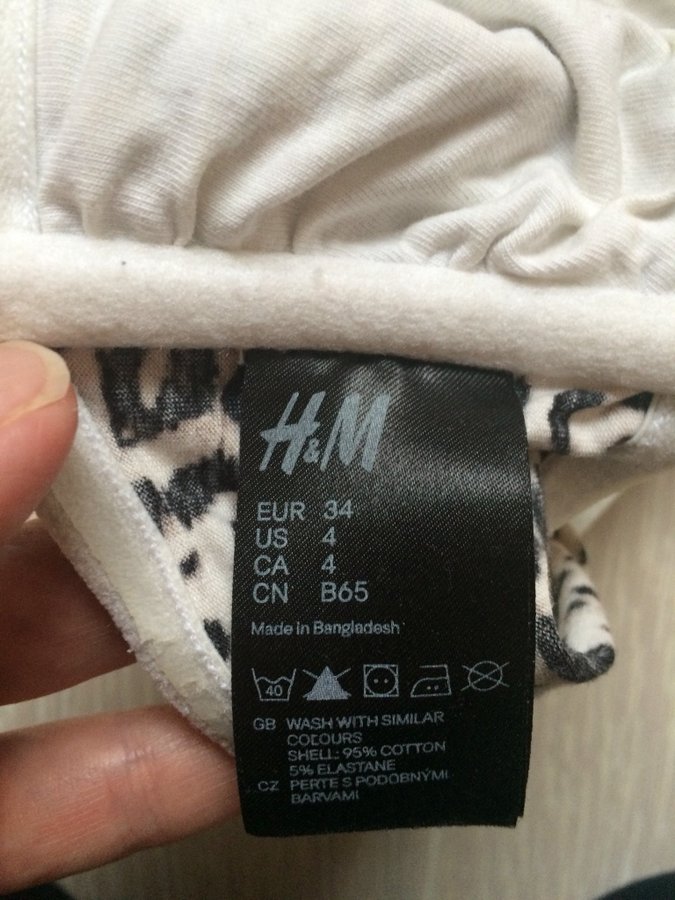 H&M
EUR 34
US 4
CA 4
CN B65
Made in Bangladesh
40
GB WASH WITH SIMILAR
COLOURS
SHELL: 95% COTTON
5% ELASTANE
CZ PERTE S PODOBNÝMI
BARVAMI